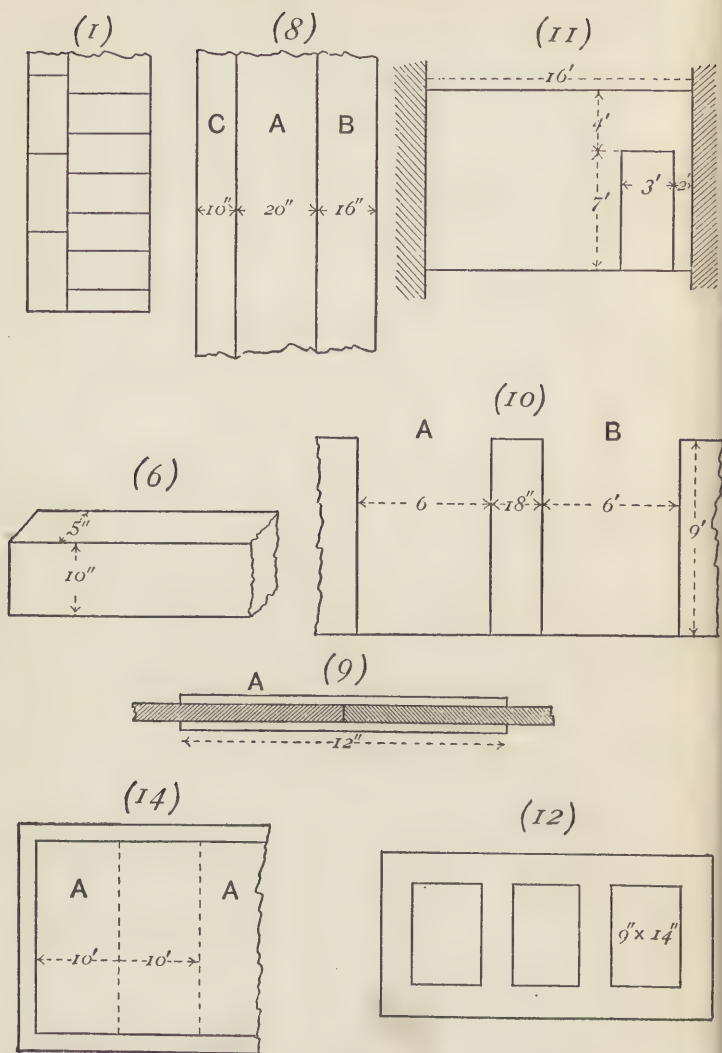 (1)
(8)
(11)
16'
C
A
B
4'
10"
20"
16"
7'
3'
2'
(10)
A
B
(6)
5"
10"
6
18"
6'
9'
(9)
A
12"
(14)
(12)
A
A
9" x 14"
10'
10'